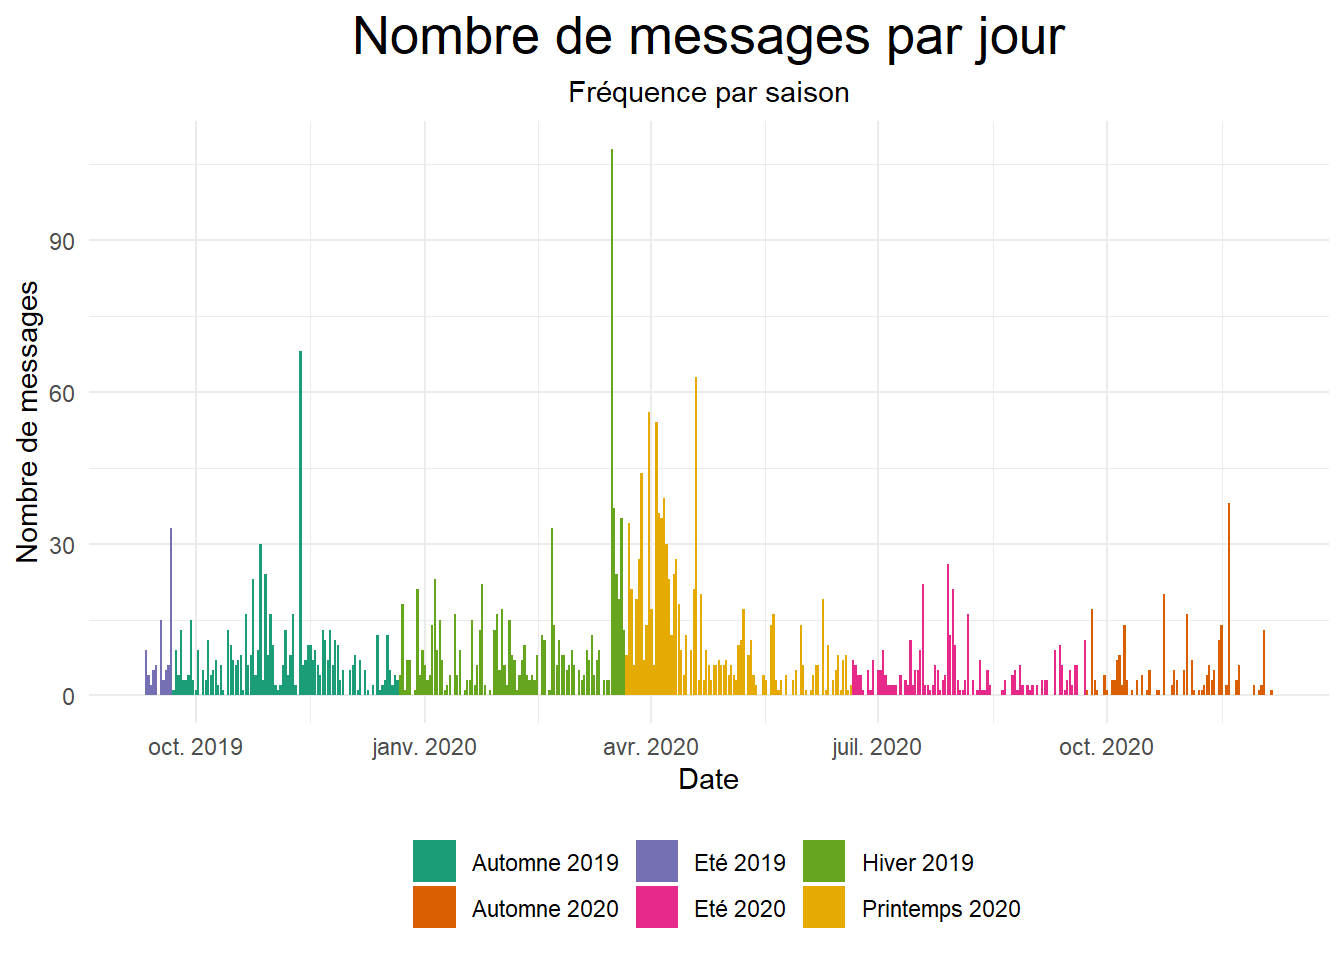 Nombre de messages par jour
Fréquence par saison
Nombre de messages
90
60
30
0
oct. 2019 janv. 2020 avr. 2020 juil. 2020 oct. 2020
Date
Automne 2019 Eté 2019 Hiver 2019
Automne 2020 Eté 2020 Printemps 2020